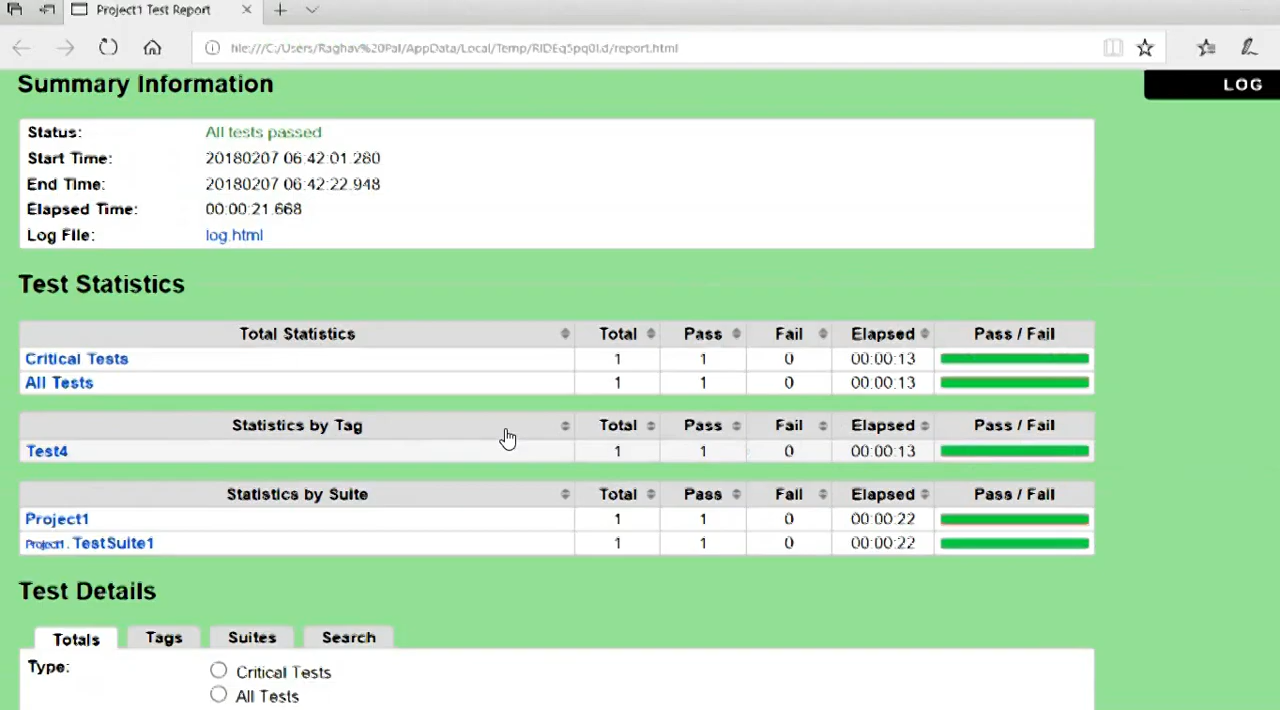 Project1 Test Report
file:///C:/Users/Raghav%20Pal/AppData/Local/Temp/RIDEq5pq0l.d/report.html
Summary Information
LOG
Status: All tests passed
Start Time: 20180207 06:42:01.280
End Time: 20180207 06:42:22.948
Elapsed Time: 00:00:21.668
Log File: log.html
Test Statistics
Total Statistics Total Pass Fail Elapsed Pass / Fail
Critical Tests 1 1 0 00:00:13
All Tests 1 1 0 00:00:13
Statistics by Tag Total Pass Fail Elapsed Pass / Fail
Test4 1 1 0 00:00:13
Statistics by Suite Total Pass Fail Elapsed Pass / Fail
Project1 1 1 0 00:00:22
Project1. TestSuite1 1 1 0 00:00:22
Test Details
Totals Tags Suites Search
Type: Critical Tests
All Tests